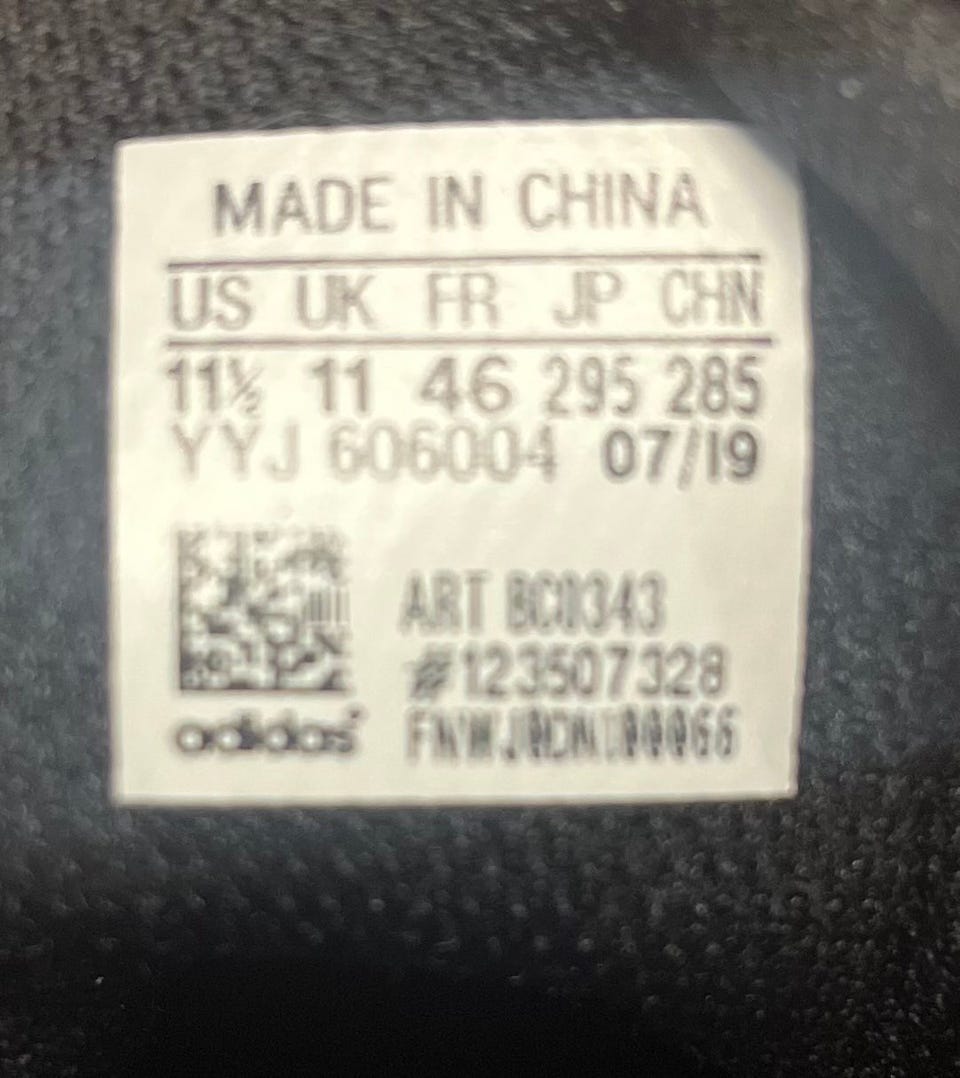 MADE IN CHINA
US UK FR JP CHN
11½ 11 46 295 285
YYJ 606004 07/19
ART BC0343
#123507328
adidas